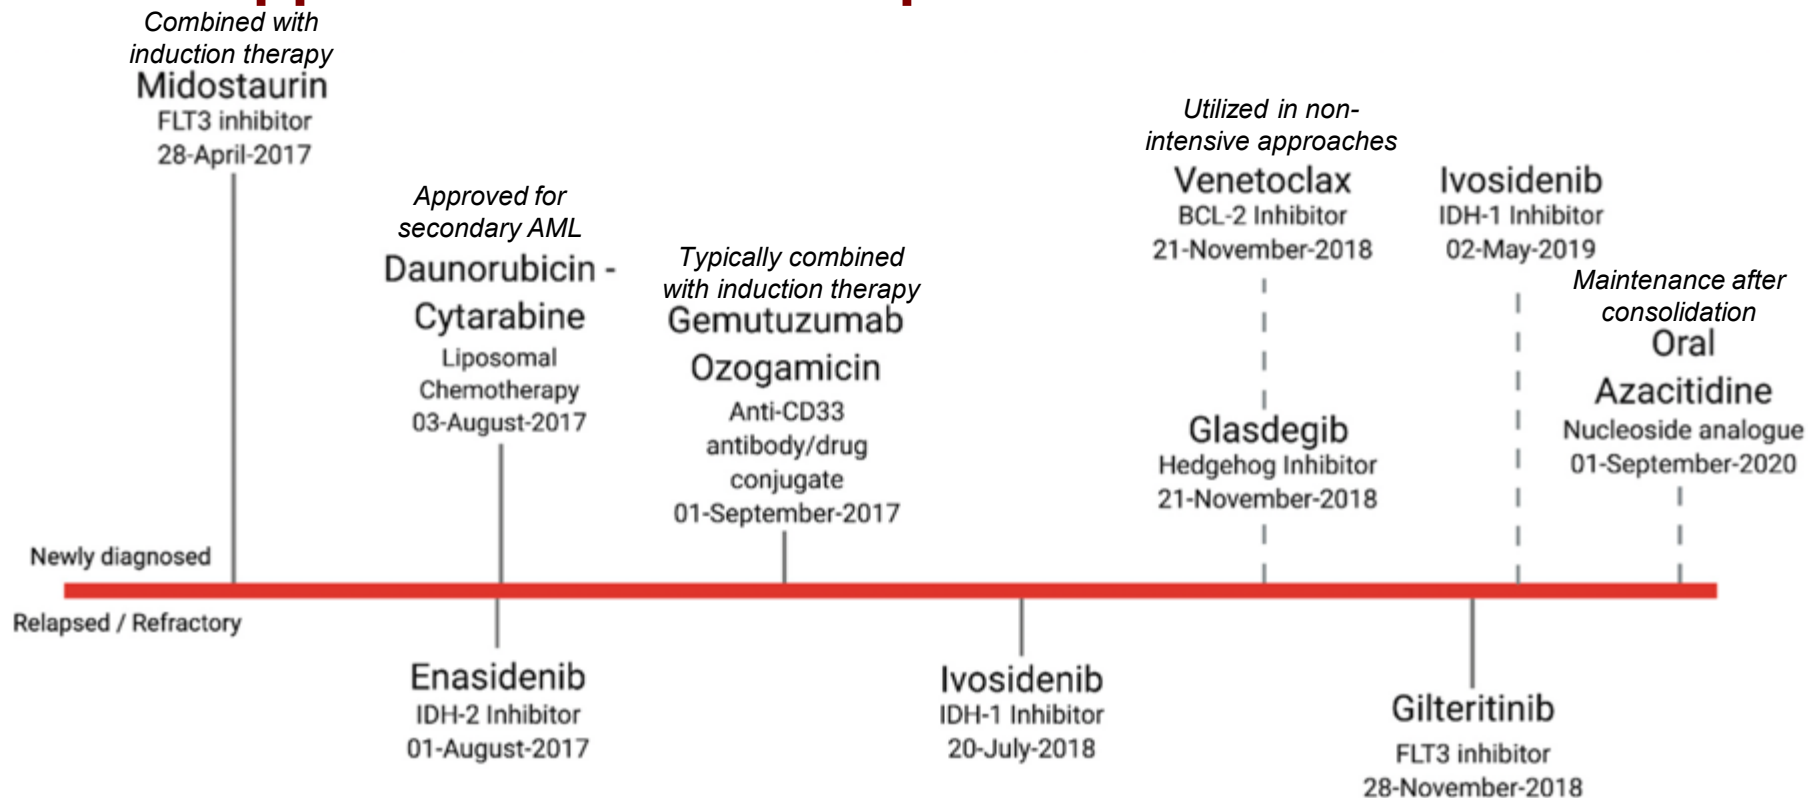 Combined with
induction therapy
Midostaurin
FLT3 inhibitor
28-April-2017
Approved for
secondary AML
Daunorubicin -
Cytarabine
Liposomal
Chemotherapy
03-August-2017
Typically combined
with induction therapy
Gemutuzumab
Ozogamicin
Anti-CD33
antibody/drug
conjugate
01-September-2017
Utilized in non-
intensive approaches
Venetoclax
BCL-2 Inhibitor
21-November-2018
Glasdegib
Hedgehog Inhibitor
21-November-2018
Ivosidenib
IDH-1 Inhibitor
02-May-2019
Maintenance after
consolidation
Oral
Azacitidine
Nucleoside analogue
01-September-2020
Newly diagnosed
Relapsed / Refractory
Enasidenib
IDH-2 Inhibitor
01-August-2017
Ivosidenib
IDH-1 Inhibitor
20-July-2018
Gilteritinib
FLT3 inhibitor
28-November-2018